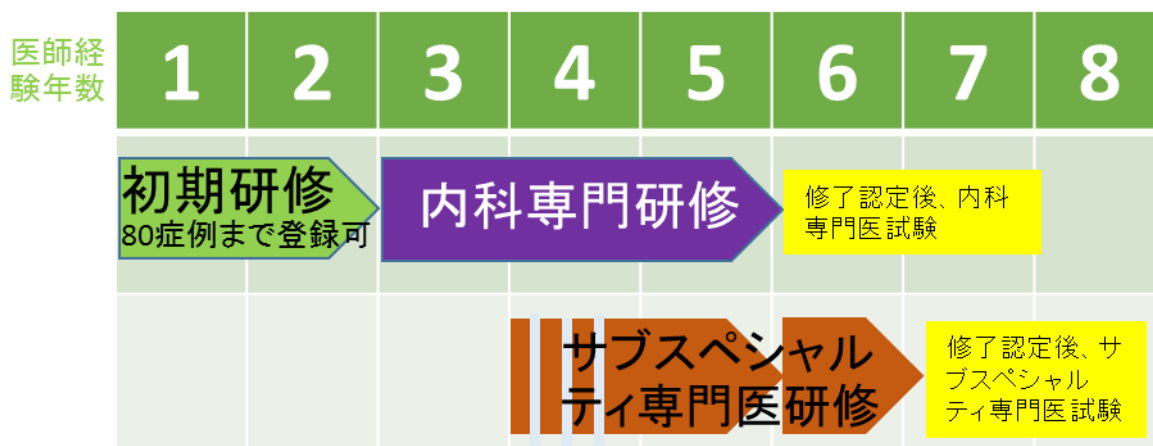 医師経
験年数
1 2 3 4 5 6 7 8
初期研修
80症例まで登録可
内科専門研修
修了認定後、内科
専門医試験
サブスペシャル
ティ専門医研修
修了認定後、サ
ブスペシャル
ティ専門医試験